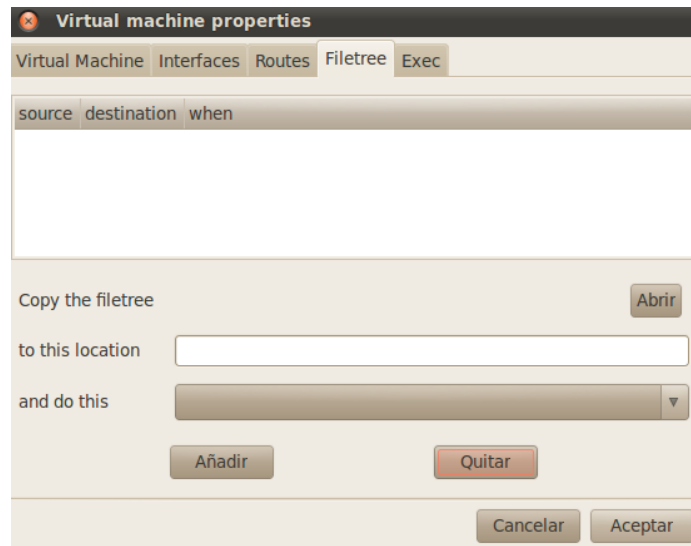 Virtual machine properties
Virtual Machine Interfaces Routes Filetree Exec
source destination when
Copy the filetree Abrir
to this location
and do this
Añadir Quitar
Cancelar Aceptar